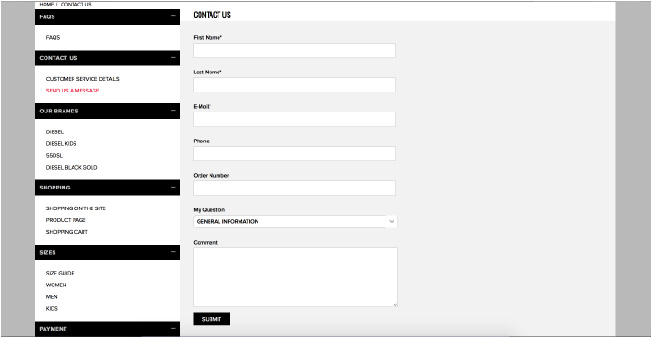 HOME / CONTACT US
FAQS
FAQS
CONTACT US
CUSTOMER SERVICE DETAILS
SEND US A MESSAGE
OUR BRANDS
DIESEL
DIESEL KIDS
55DSL
DIESEL BLACK GOLD
SHOPPING
SHOPPING ON THE SITE
PRODUCT PAGE
SHOPPING CART
SIZES
SIZE GUIDE
WOMEN
MEN
KIDS
PAYMENT
CONTACT US
First Name*
Last Name*
E-Mail*
Phone
Order Number
My Question
GENERAL INFORMATION
Comment
SUBMIT